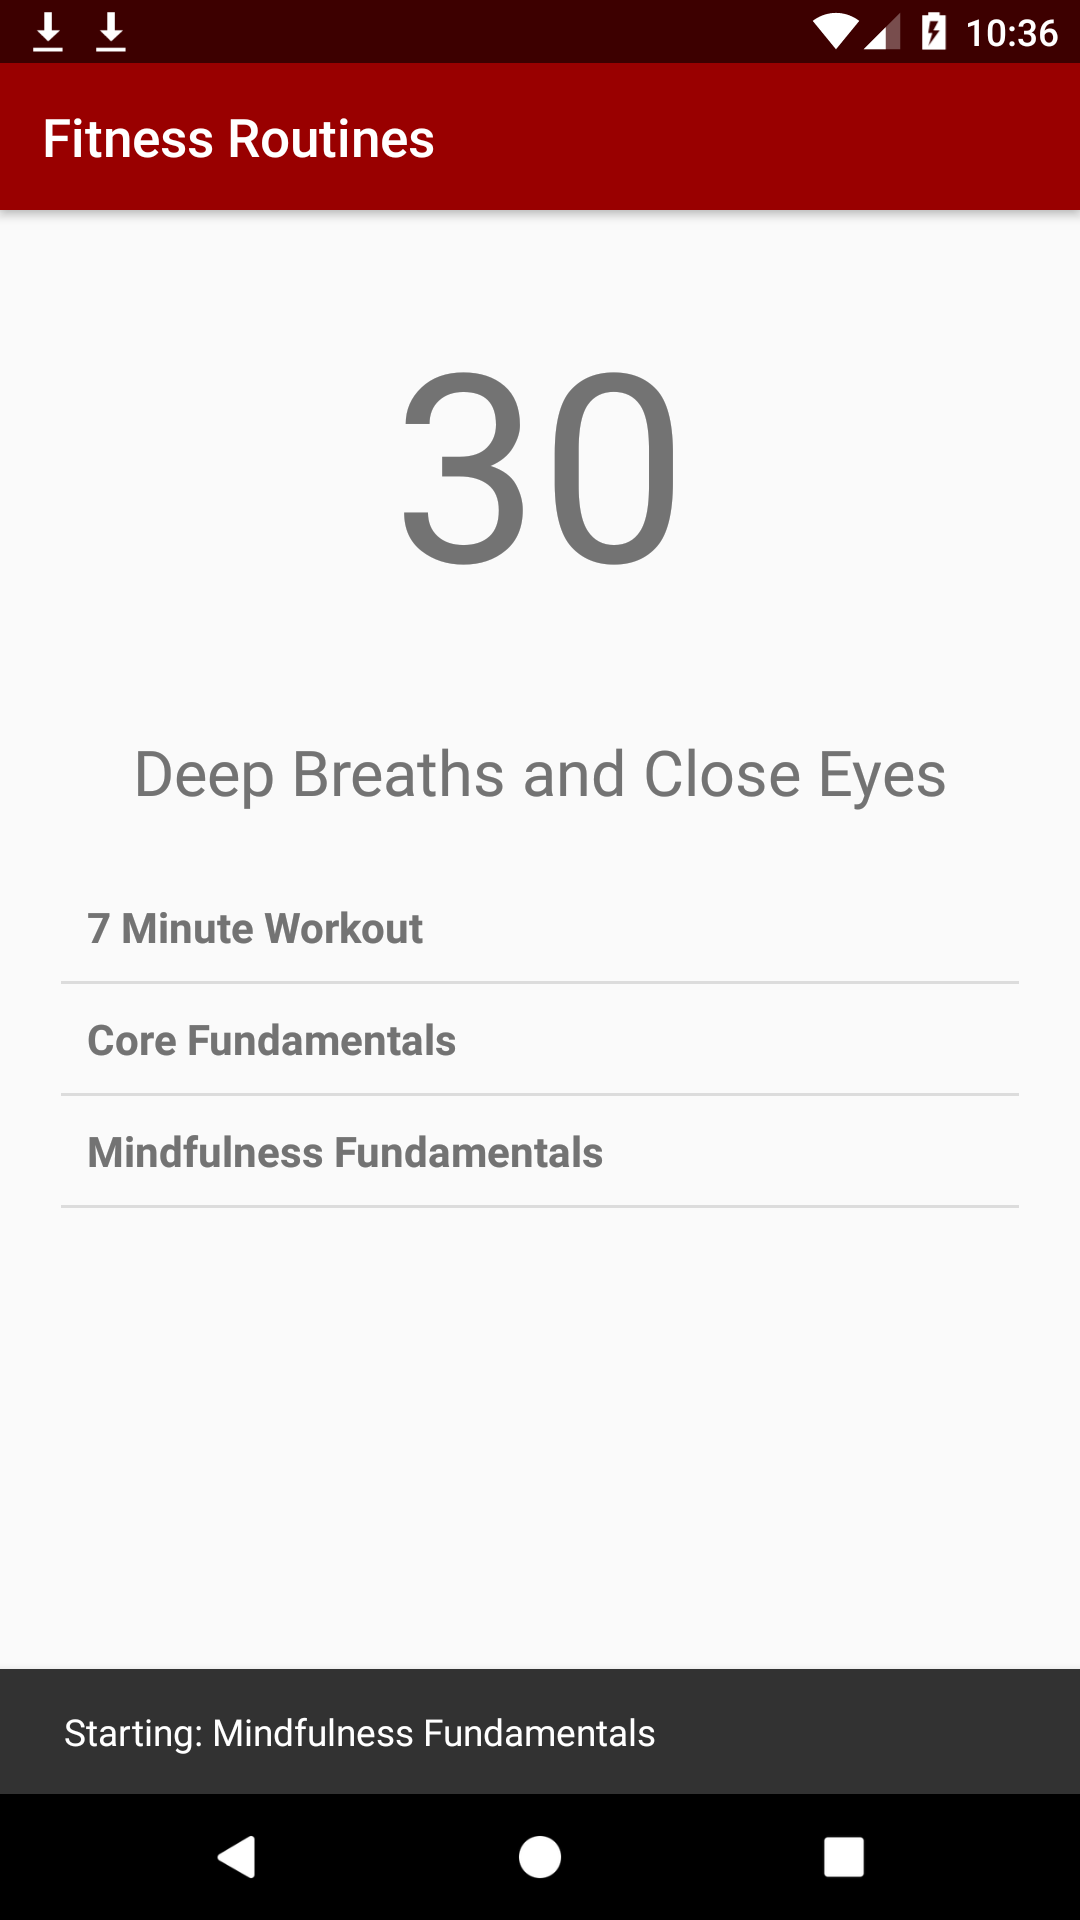 10:36
Fitness Routines
30
Deep Breaths and Close Eyes
7 Minute Workout
Core Fundamentals
Mindfulness Fundamentals
Starting: Mindfulness Fundamentals